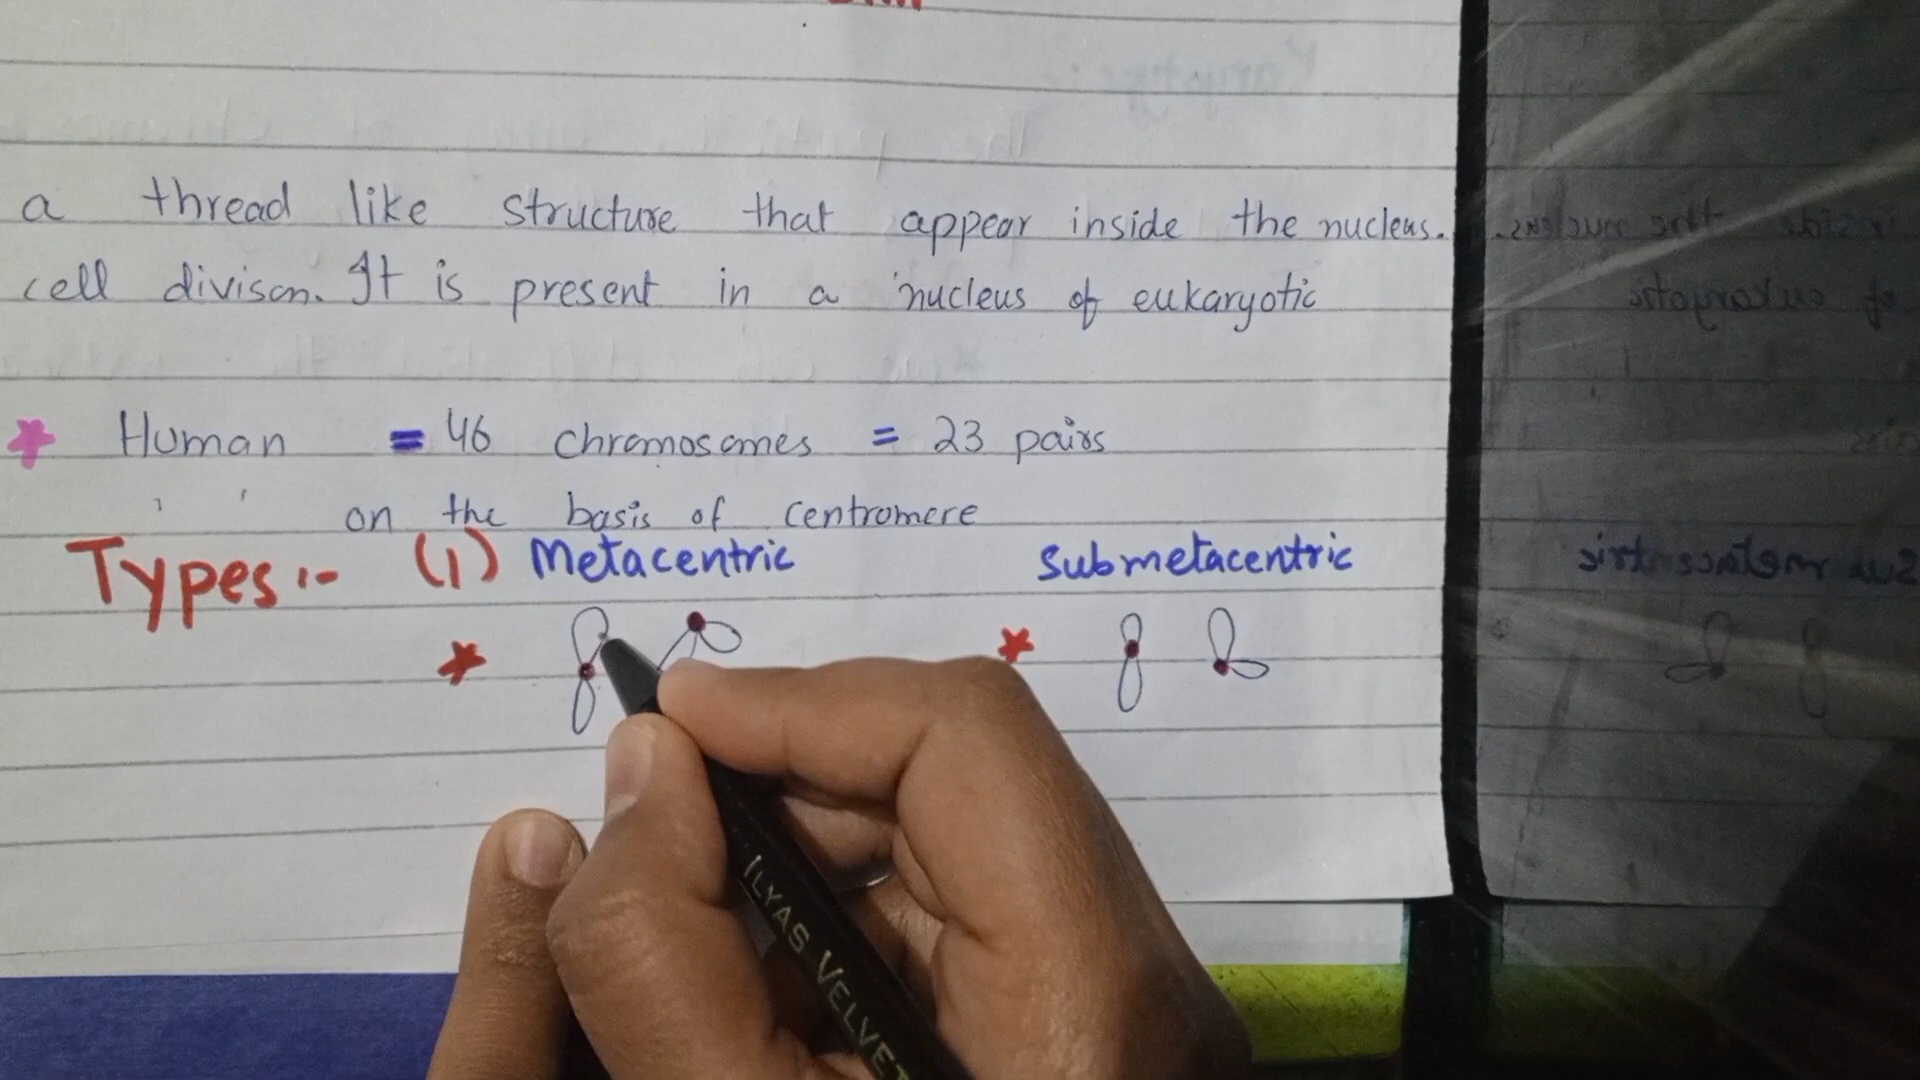 a thread like structure that appear inside the nucleus.
cell divison. It is present in a nucleus of eukaryotic
Human = 46 chromosomes = 23 pairs
on the basis of centromere
Types:- (1) Metacentric Submetacentric
ILYAS VELVET